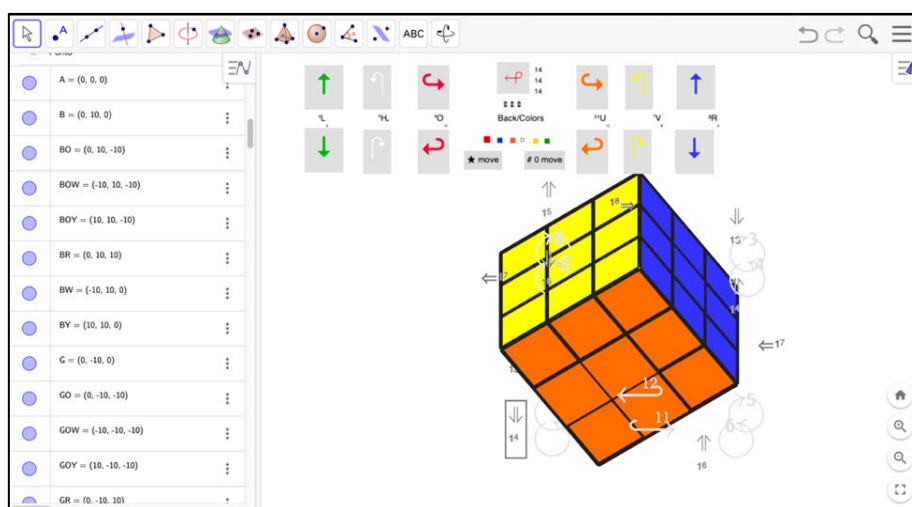 ABC
A = (0, 0, 0)
B = (0, 10, 0)
BO = (0, 10, -10)
BOW = (-10, 10, -10)
BOY = (10, 10, -10)
BR = (0, 10, 10)
BW = (-10, 10, 0)
BY = (10, 10, 0)
G = (0, -10, 0)
GO = (0, -10, -10)
GOW = (-10, -10, -10)
GOY = (10, -10, -10)
GR = (0, -10, 10)
14
14
14
Back/Colors
★ move
# 0 move
15
18
17
17
12
11
14
16